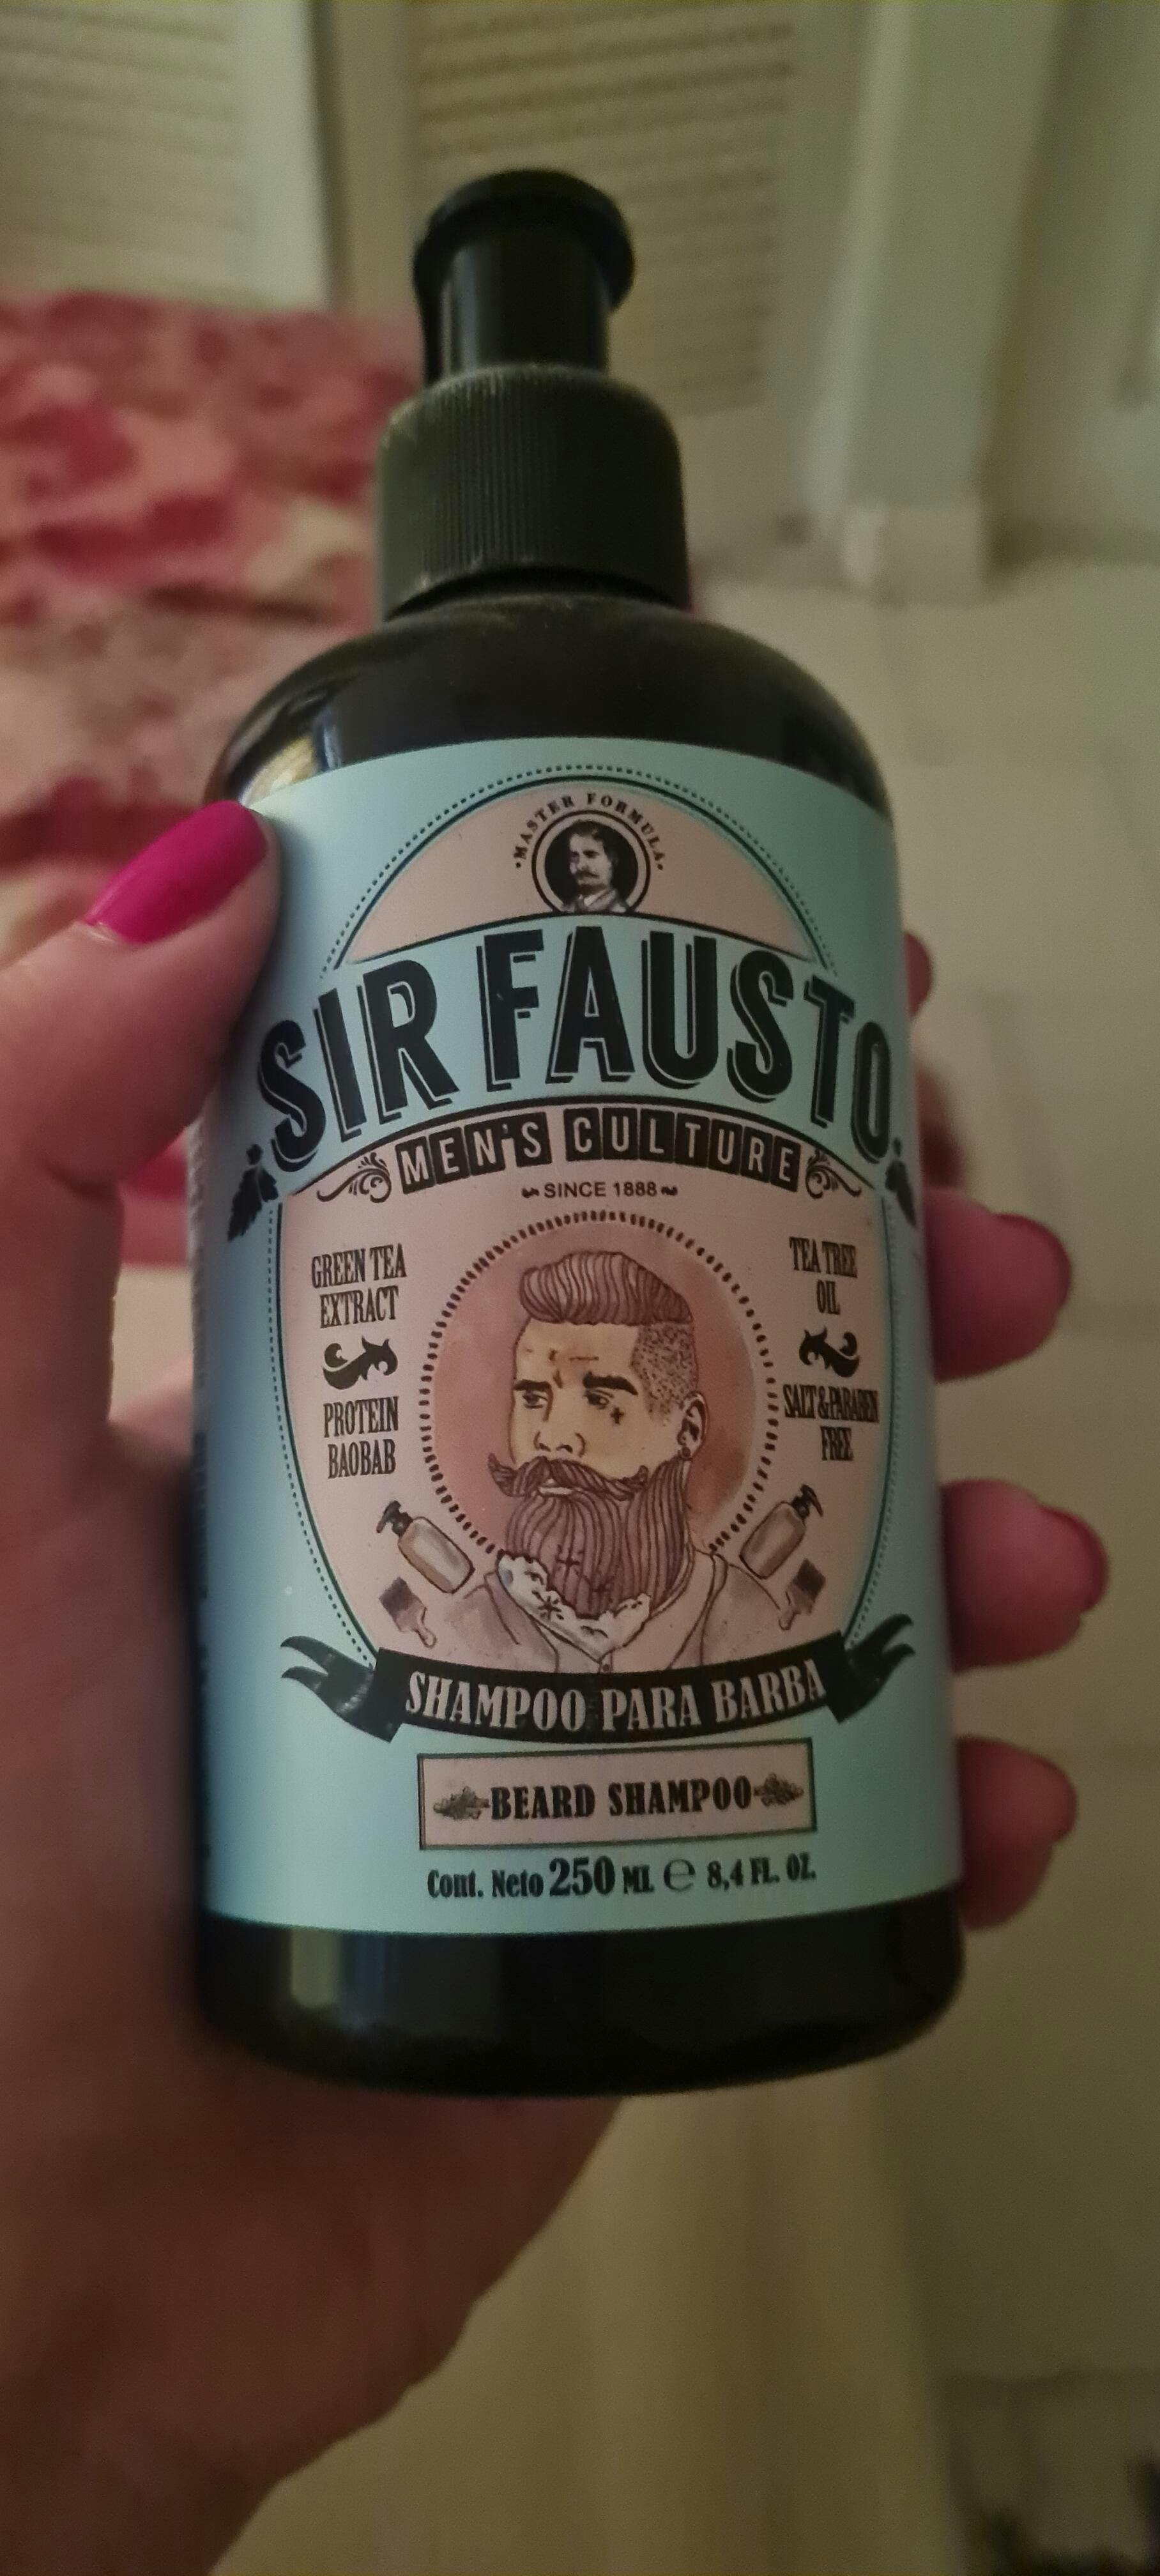 MASTER FORMULA
SIR FAUSTO
MEN'S CULTURE
SINCE 1888
GREEN TEA
EXTRACT
PROTEIN
BAOBAB
TEA TREE
OIL
SALT & PARABEN
FREE
SHAMPOO PARA BARBA
BEARD SHAMPOO
Cont. Neto 250 ML ℮ 8,4 FL. OZ.